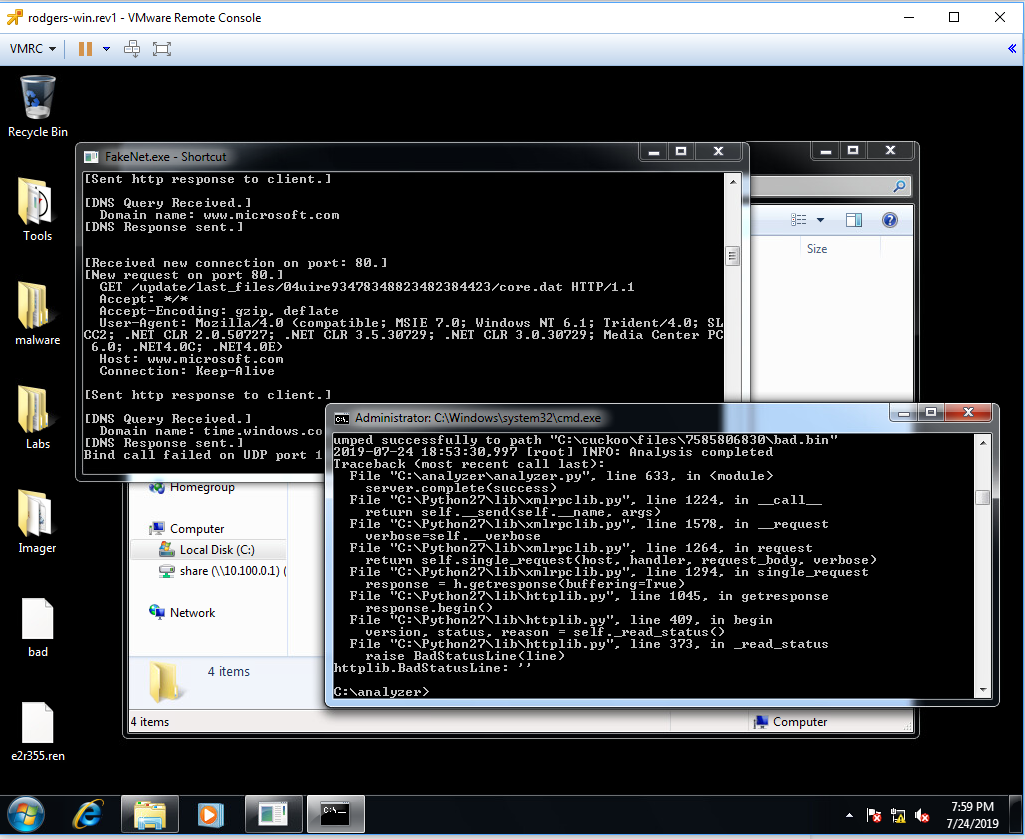 rodgers-win.rev1 - VMware Remote Console
VMRC
Recycle Bin
Tools
malware
Labs
Imager
bad
e2r355.ren
FakeNet.exe - Shortcut
[Sent http response to client.]
[DNS Query Received.]
Domain name: www.microsoft.com
[DNS Response sent.]
[Received new connection on port: 80.]
[New request on port 80.]
GET /update/last_files/04uire93478348823482384423/core.dat HTTP/1.1
Accept: */*
Accept-Encoding: gzip, deflate
User-Agent: Mozilla/4.0 (compatible; MSIE 7.0; Windows NT 6.1; Trident/4.0; SL
CC2; .NET CLR 2.0.50727; .NET CLR 3.5.30729; .NET CLR 3.0.30729; Media Center PC
6.0; .NET4.0C; .NET4.0E)
Host: www.microsoft.com
Connection: Keep-Alive
[Sent http response to client.]
[DNS Query Received.]
Domain name: time.windows.co
[DNS Response sent.]
Bind call failed on UDP port 1
Size
Administrator: C:\Windows\system32\cmd.exe
umped successfully to path "C:\cuckoo\files\7585806830\bad.bin"
2019-07-24 18:53:30,997 [root] INFO: Analysis completed
Traceback (most recent call last):
File "C:\analyzer\analyzer.py", line 633, in <module>
server.complete(success)
File "C:\Python27\lib\xmlrpclib.py", line 1224, in __call__
return self.__send(self.__name, args)
File "C:\Python27\lib\xmlrpclib.py", line 1578, in __request
verbose=self.__verbose
File "C:\Python27\lib\xmlrpclib.py", line 1264, in request
return self.single_request(host, handler, request_body, verbose)
File "C:\Python27\lib\xmlrpclib.py", line 1294, in single_request
response = h.getresponse(buffering=True)
File "C:\Python27\lib\httplib.py", line 1045, in getresponse
response.begin()
File "C:\Python27\lib\httplib.py", line 409, in begin
version, status, reason = self._read_status()
File "C:\Python27\lib\httplib.py", line 373, in _read_status
raise BadStatusLine(line)
httplib.BadStatusLine: ''
C:\analyzer>
Homegroup
Computer
Local Disk (C:)
share (\\10.100.0.1) (
Network
4 items
4 items
Computer
7:59 PM
7/24/2019